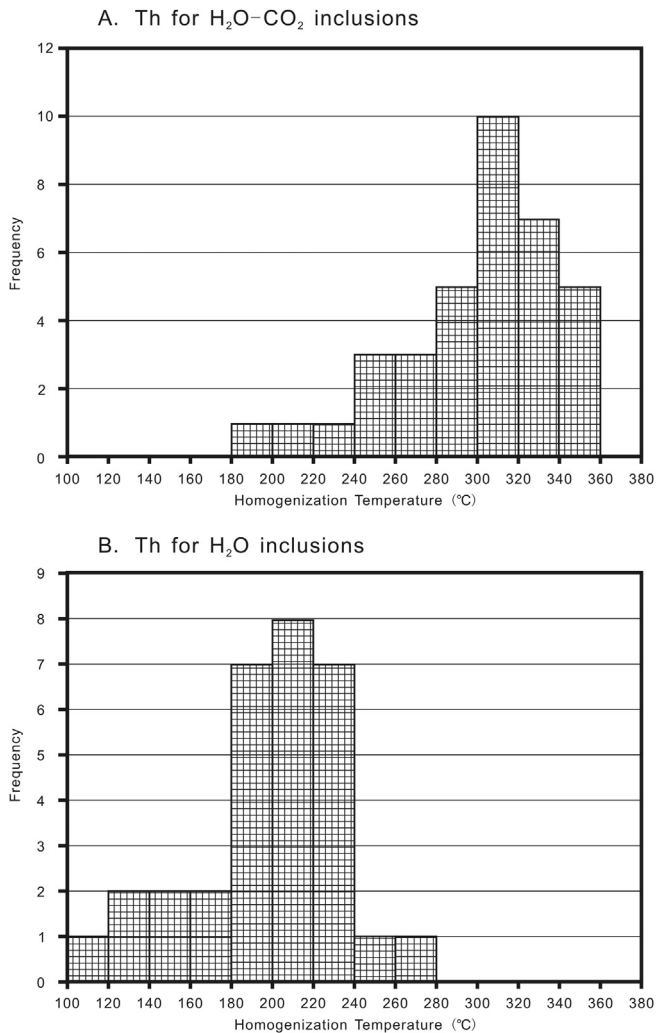 A. Th for H₂O–CO₂ inclusions
12
10
8
6
4
2
0
Frequency
100 120 140 160 180 200 220 240 260 280 300 320 340 360 380
Homogenization Temperature (℃)
B. Th for H₂O inclusions
9
8
7
6
5
4
3
2
1
0
Frequency
100 120 140 160 180 200 220 240 260 280 300 320 340 360 380
Homogenization Temperature (℃)